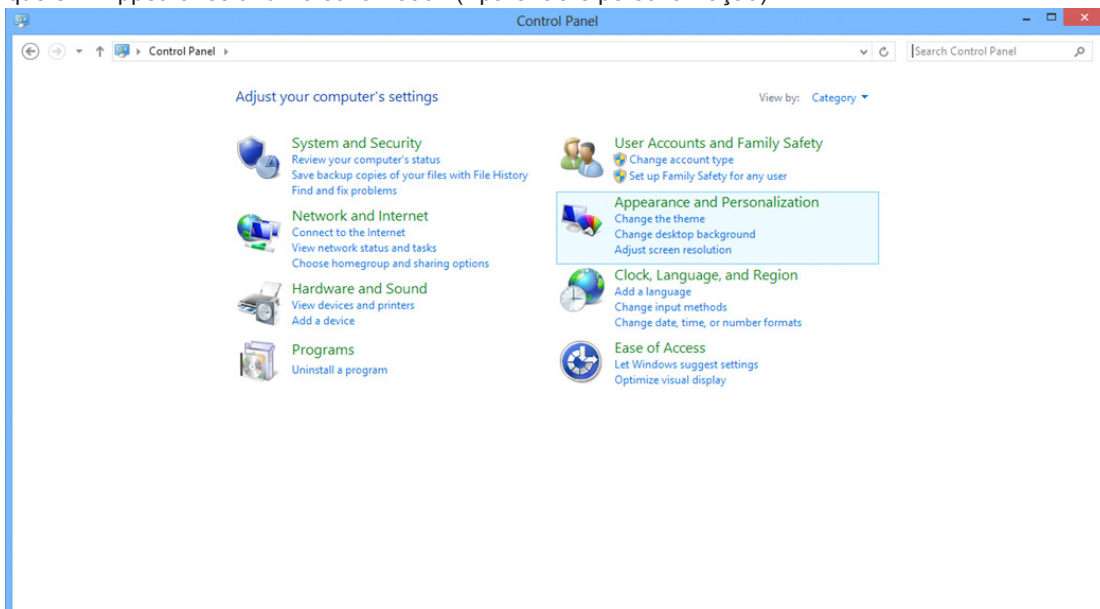 Control Panel
Control Panel
Search Control Panel
Adjust your computer's settings
View by: Category
System and Security
Review your computer's status
Save backup copies of your files with File History
Find and fix problems
Network and Internet
Connect to the Internet
View network status and tasks
Choose homegroup and sharing options
Hardware and Sound
View devices and printers
Add a device
Programs
Uninstall a program
User Accounts and Family Safety
Change account type
Set up Family Safety for any user
Appearance and Personalization
Change the theme
Change desktop background
Adjust screen resolution
Clock, Language, and Region
Add a language
Change input methods
Change date, time, or number formats
Ease of Access
Let Windows suggest settings
Optimize visual display